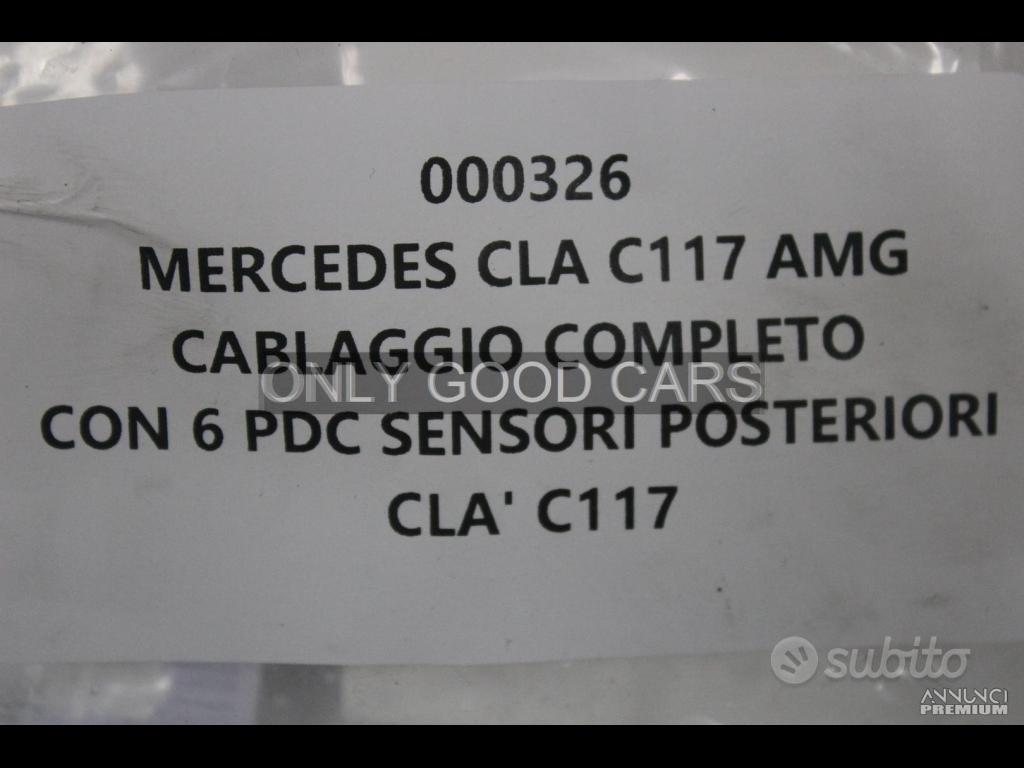 000326
MERCEDES CLA C117 AMG
CABLAGGIO COMPLETO
ONLY GOOD CARS
CON 6 PDC SENSORI POSTERIORI
CLA' C117
subito
ANNUNCI
PREMIUM